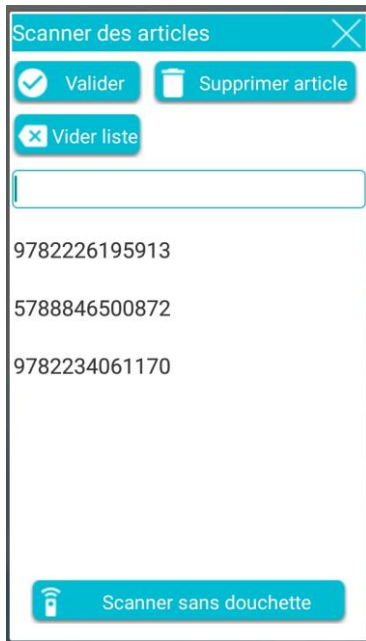 Scanner des articles
Valider
Supprimer article
Vider liste
9782226195913
5788846500872
9782234061170
Scanner sans douchette